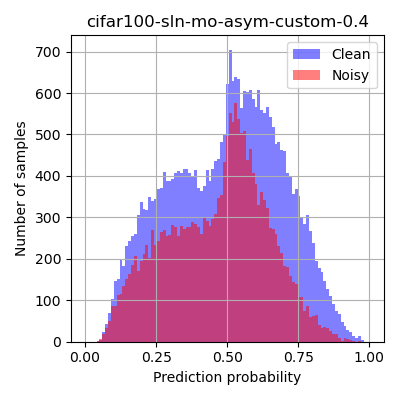 cifar100-sln-mo-asym-custom-0.4
Clean
Noisy
Number of samples
700
600
500
400
300
200
100
0
0.00 0.25 0.50 0.75 1.00
Prediction probability